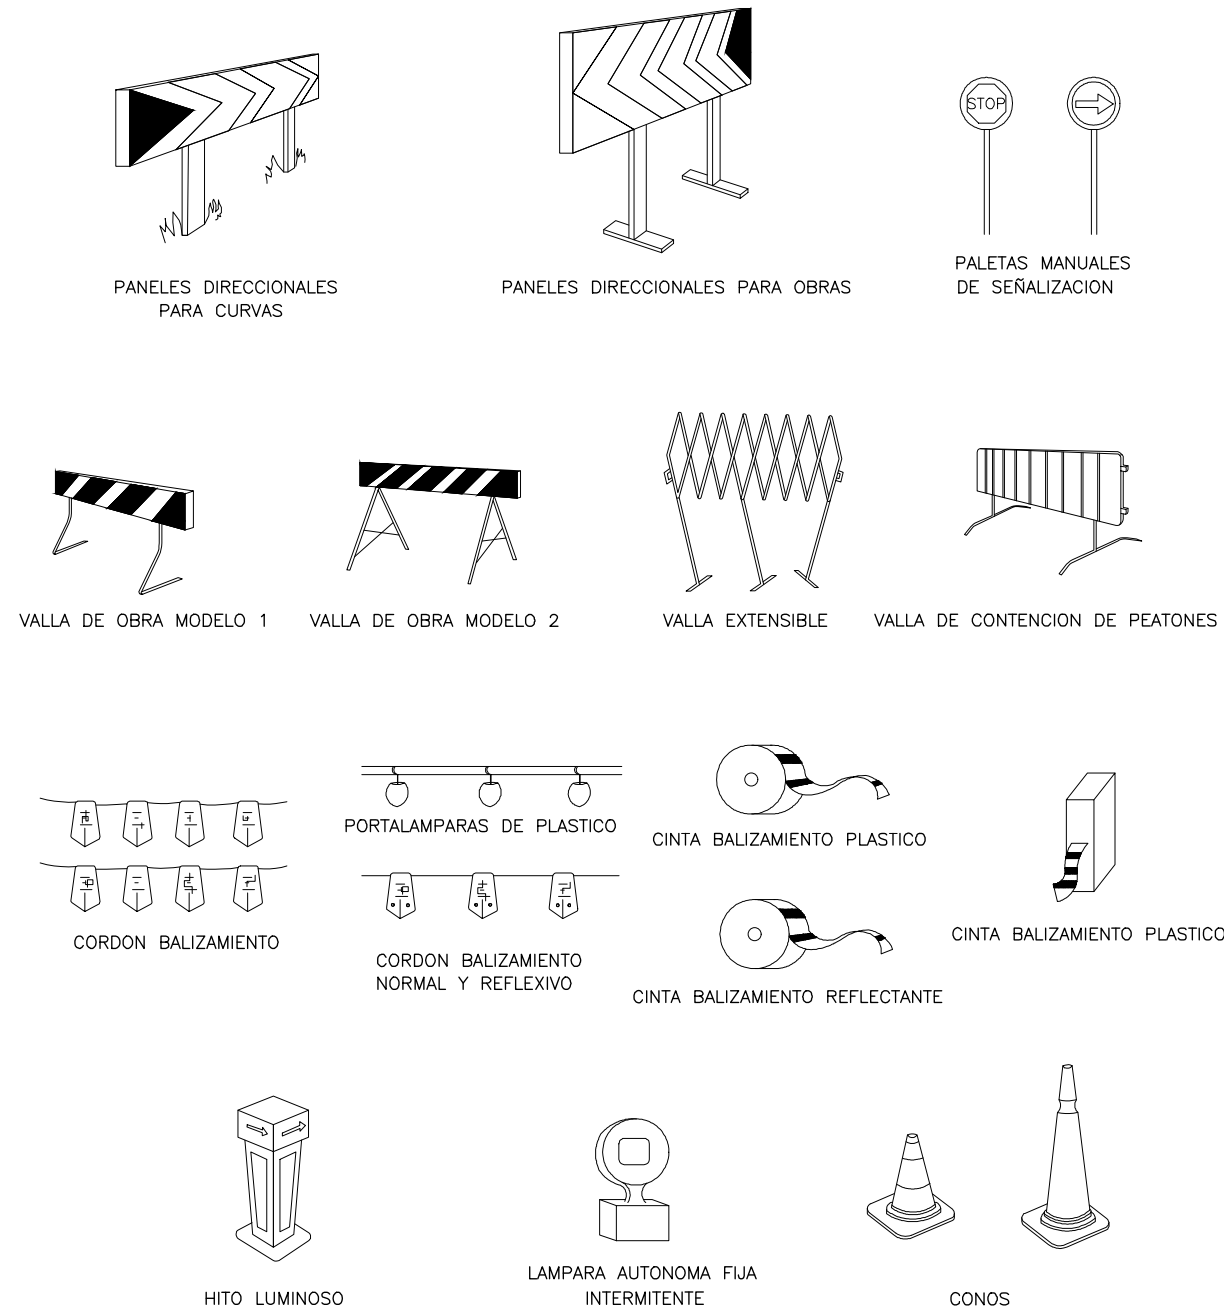 STOP
PANELES DIRECCIONALES
PARA CURVAS
PANELES DIRECCIONALES PARA OBRAS
PALETAS MANUALES
DE SEÑALIZACION
VALLA DE OBRA MODELO 1
VALLA DE OBRA MODELO 2
VALLA EXTENSIBLE
VALLA DE CONTENCION DE PEATONES
CORDON BALIZAMIENTO
PORTALAMPARAS DE PLASTICO
CORDON BALIZAMIENTO
NORMAL Y REFLEXIVO
CINTA BALIZAMIENTO PLASTICO
CINTA BALIZAMIENTO REFLECTANTE
CINTA BALIZAMIENTO PLASTICO
HITO LUMINOSO
LAMPARA AUTONOMA FIJA
INTERMITENTE
CONOS